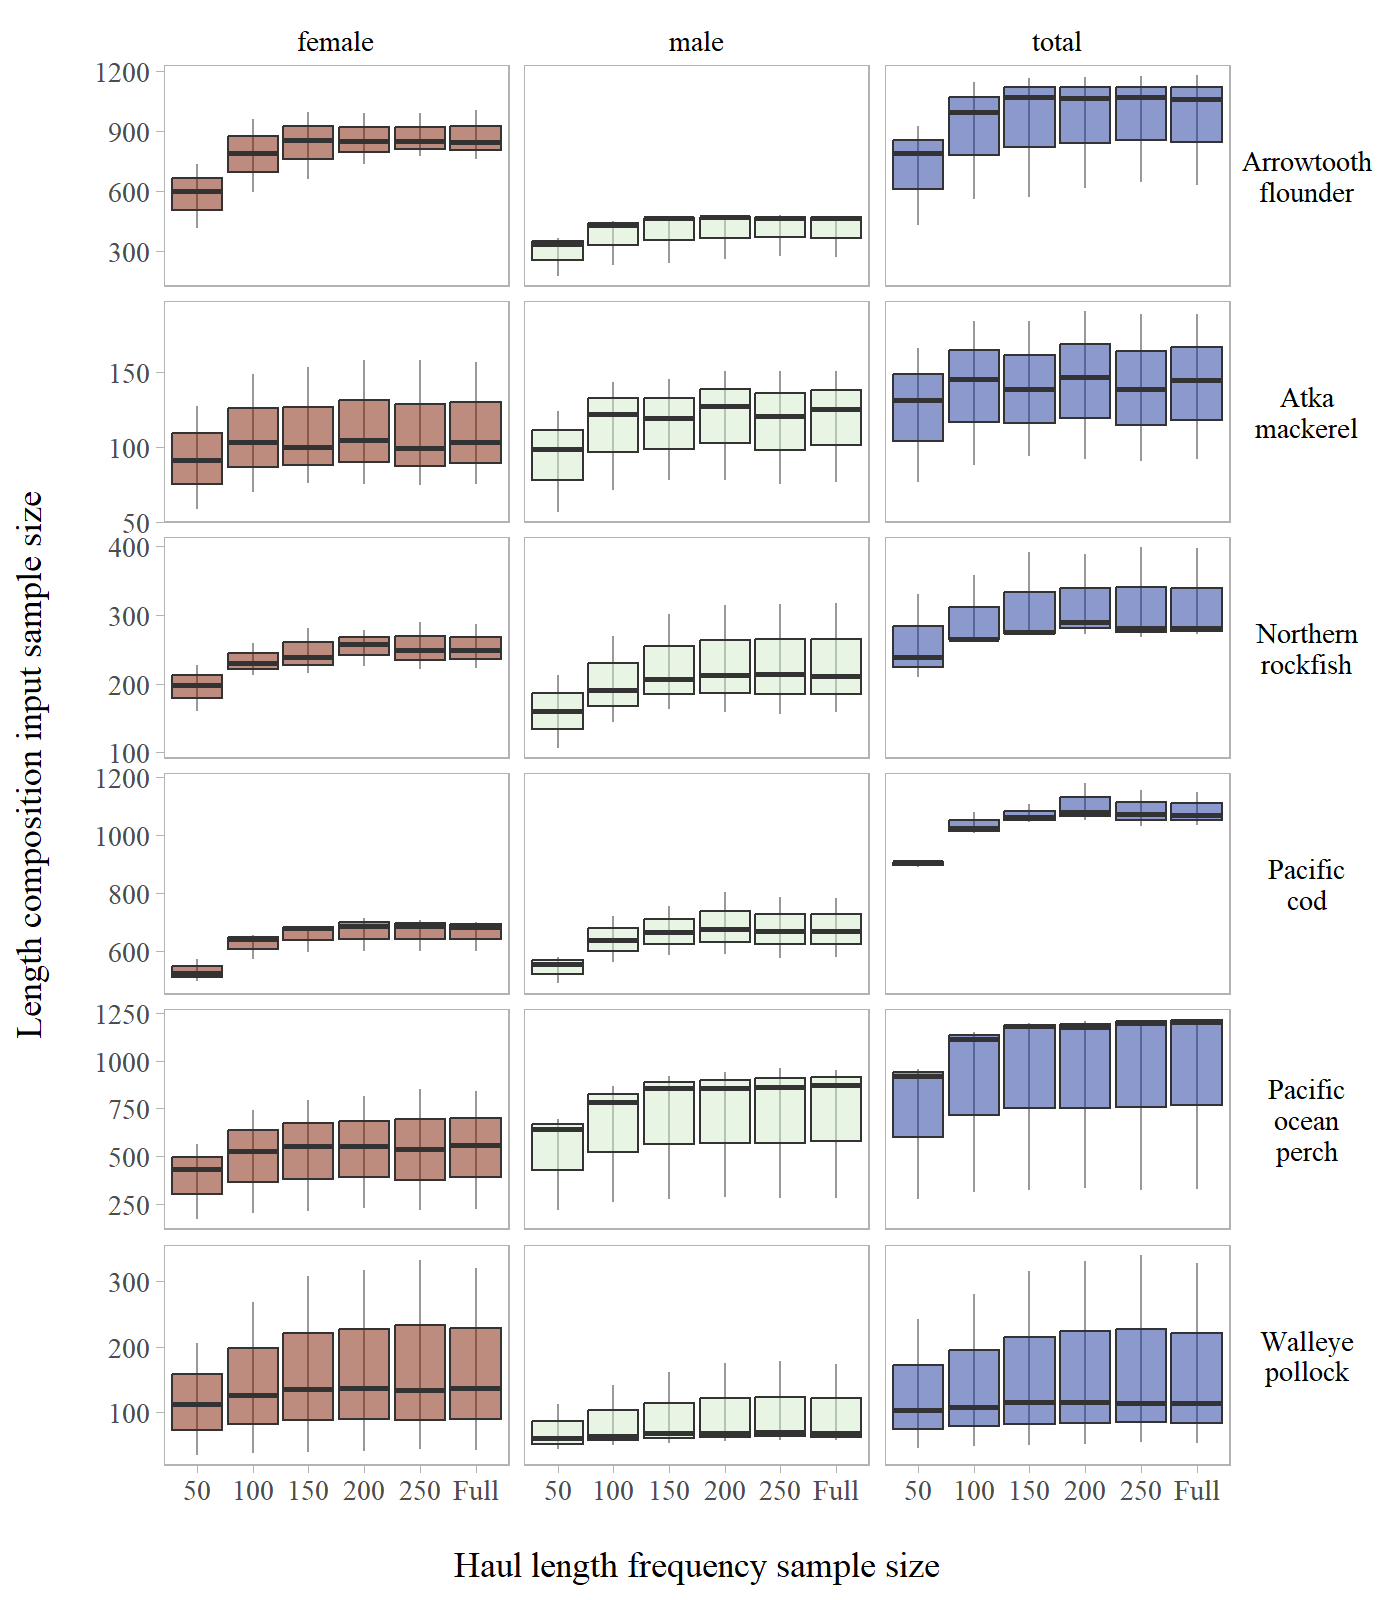 female male total
1200
900
600
300
Arrowtooth
flounder
150
100
50
Atka
mackerel
400
300
200
100
Northern
rockfish
1200
1000
800
600
Pacific
cod
1250
1000
750
500
250
Pacific
ocean
perch
300
200
100
Walleye
pollock
Length composition input sample size
50 100 150 200 250 Full 50 100 150 200 250 Full 50 100 150 200 250 Full
Haul length frequency sample size